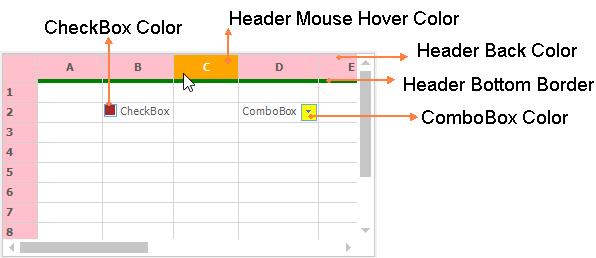 CheckBox Color
Header Mouse Hover Color
Header Back Color
Header Bottom Border
ComboBox Color
A B C D E
1
2 CheckBox ComboBox
3
4
5
6
7
8